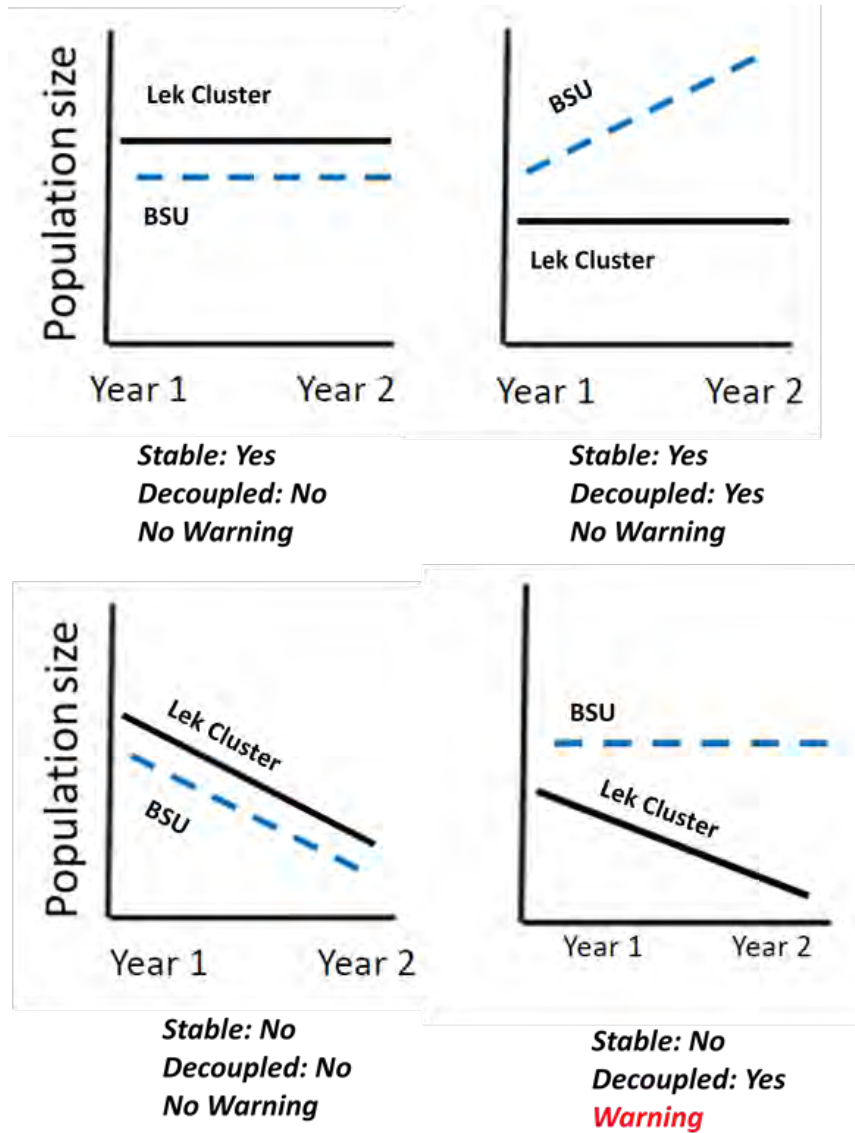 Population size
Lek Cluster
BSU
Year 1 Year 2
Stable: Yes
Decoupled: No
No Warning
BSU
Lek Cluster
Year 1 Year 2
Stable: Yes
Decoupled: Yes
No Warning
Population size
Lek Cluster
BSU
Year 1 Year 2
Stable: No
Decoupled: No
No Warning
BSU
Lek Cluster
Year 1 Year 2
Stable: No
Decoupled: Yes
Warning